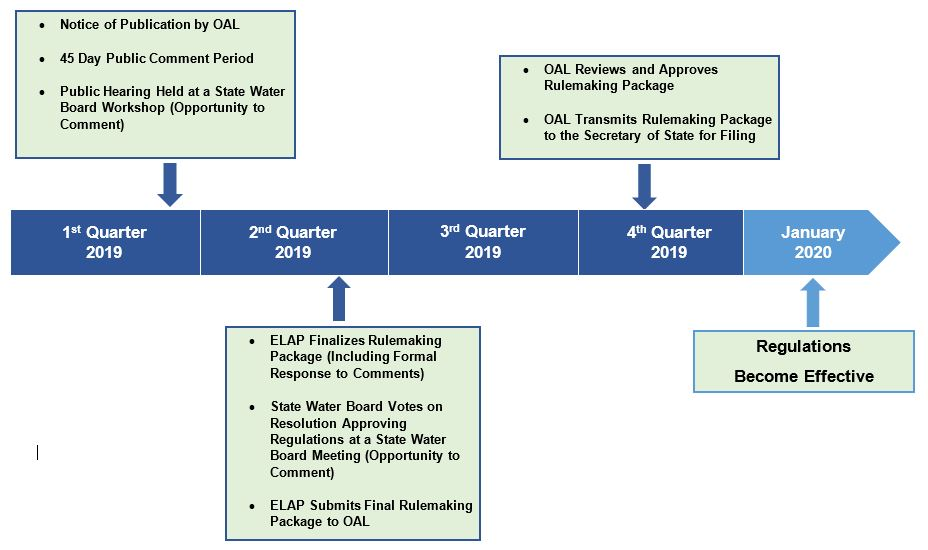 • Notice of Publication by OAL
• 45 Day Public Comment Period
• Public Hearing Held at a State Water
Board Workshop (Opportunity to
Comment)
• OAL Reviews and Approves
Rulemaking Package
• OAL Transmits Rulemaking Package
to the Secretary of State for Filing
1st Quarter
2019
2nd Quarter
2019
3rd Quarter
2019
4th Quarter
2019
January
2020
• ELAP Finalizes Rulemaking
Package (Including Formal
Response to Comments)
• State Water Board Votes on
Resolution Approving
Regulations at a State Water
Board Meeting (Opportunity to
Comment)
• ELAP Submits Final Rulemaking
Package to OAL
Regulations
Become Effective